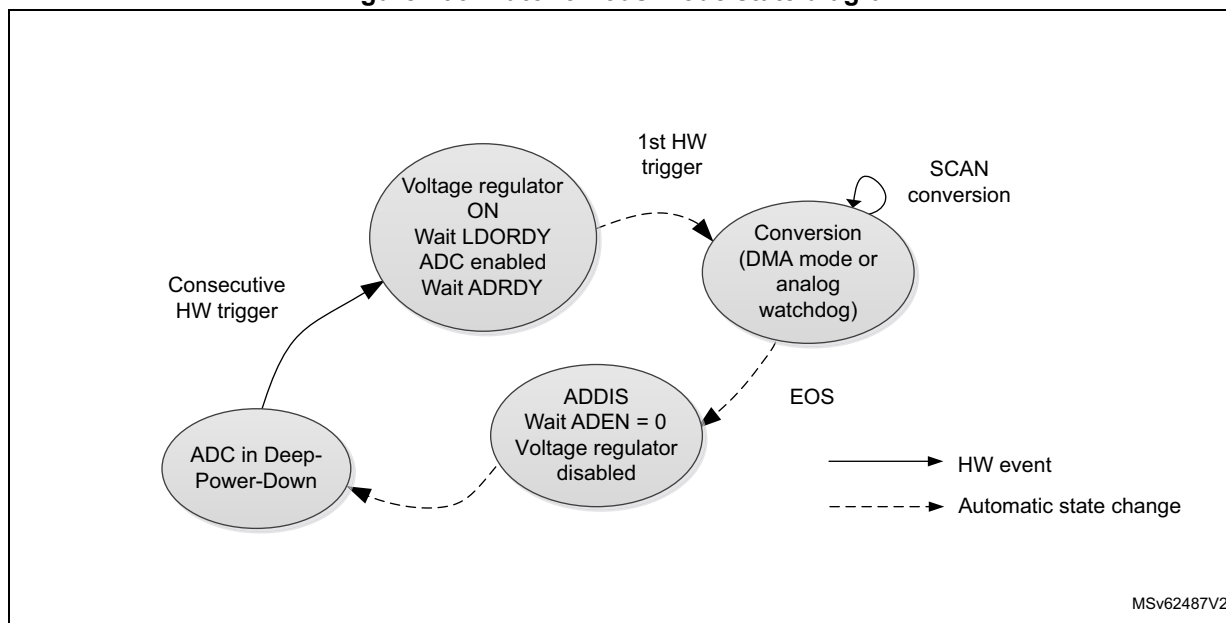 1st HW
trigger
SCAN
conversion
Voltage regulator
ON
Wait LDORDY
ADC enabled
Wait ADRDY
Conversion
(DMA mode or
analog
watchdog)
Consecutive
HW trigger
ADDIS
Wait ADEN = 0
Voltage regulator
disabled
EOS
ADC in Deep-
Power-Down
HW event
Automatic state change
MSv62487V2